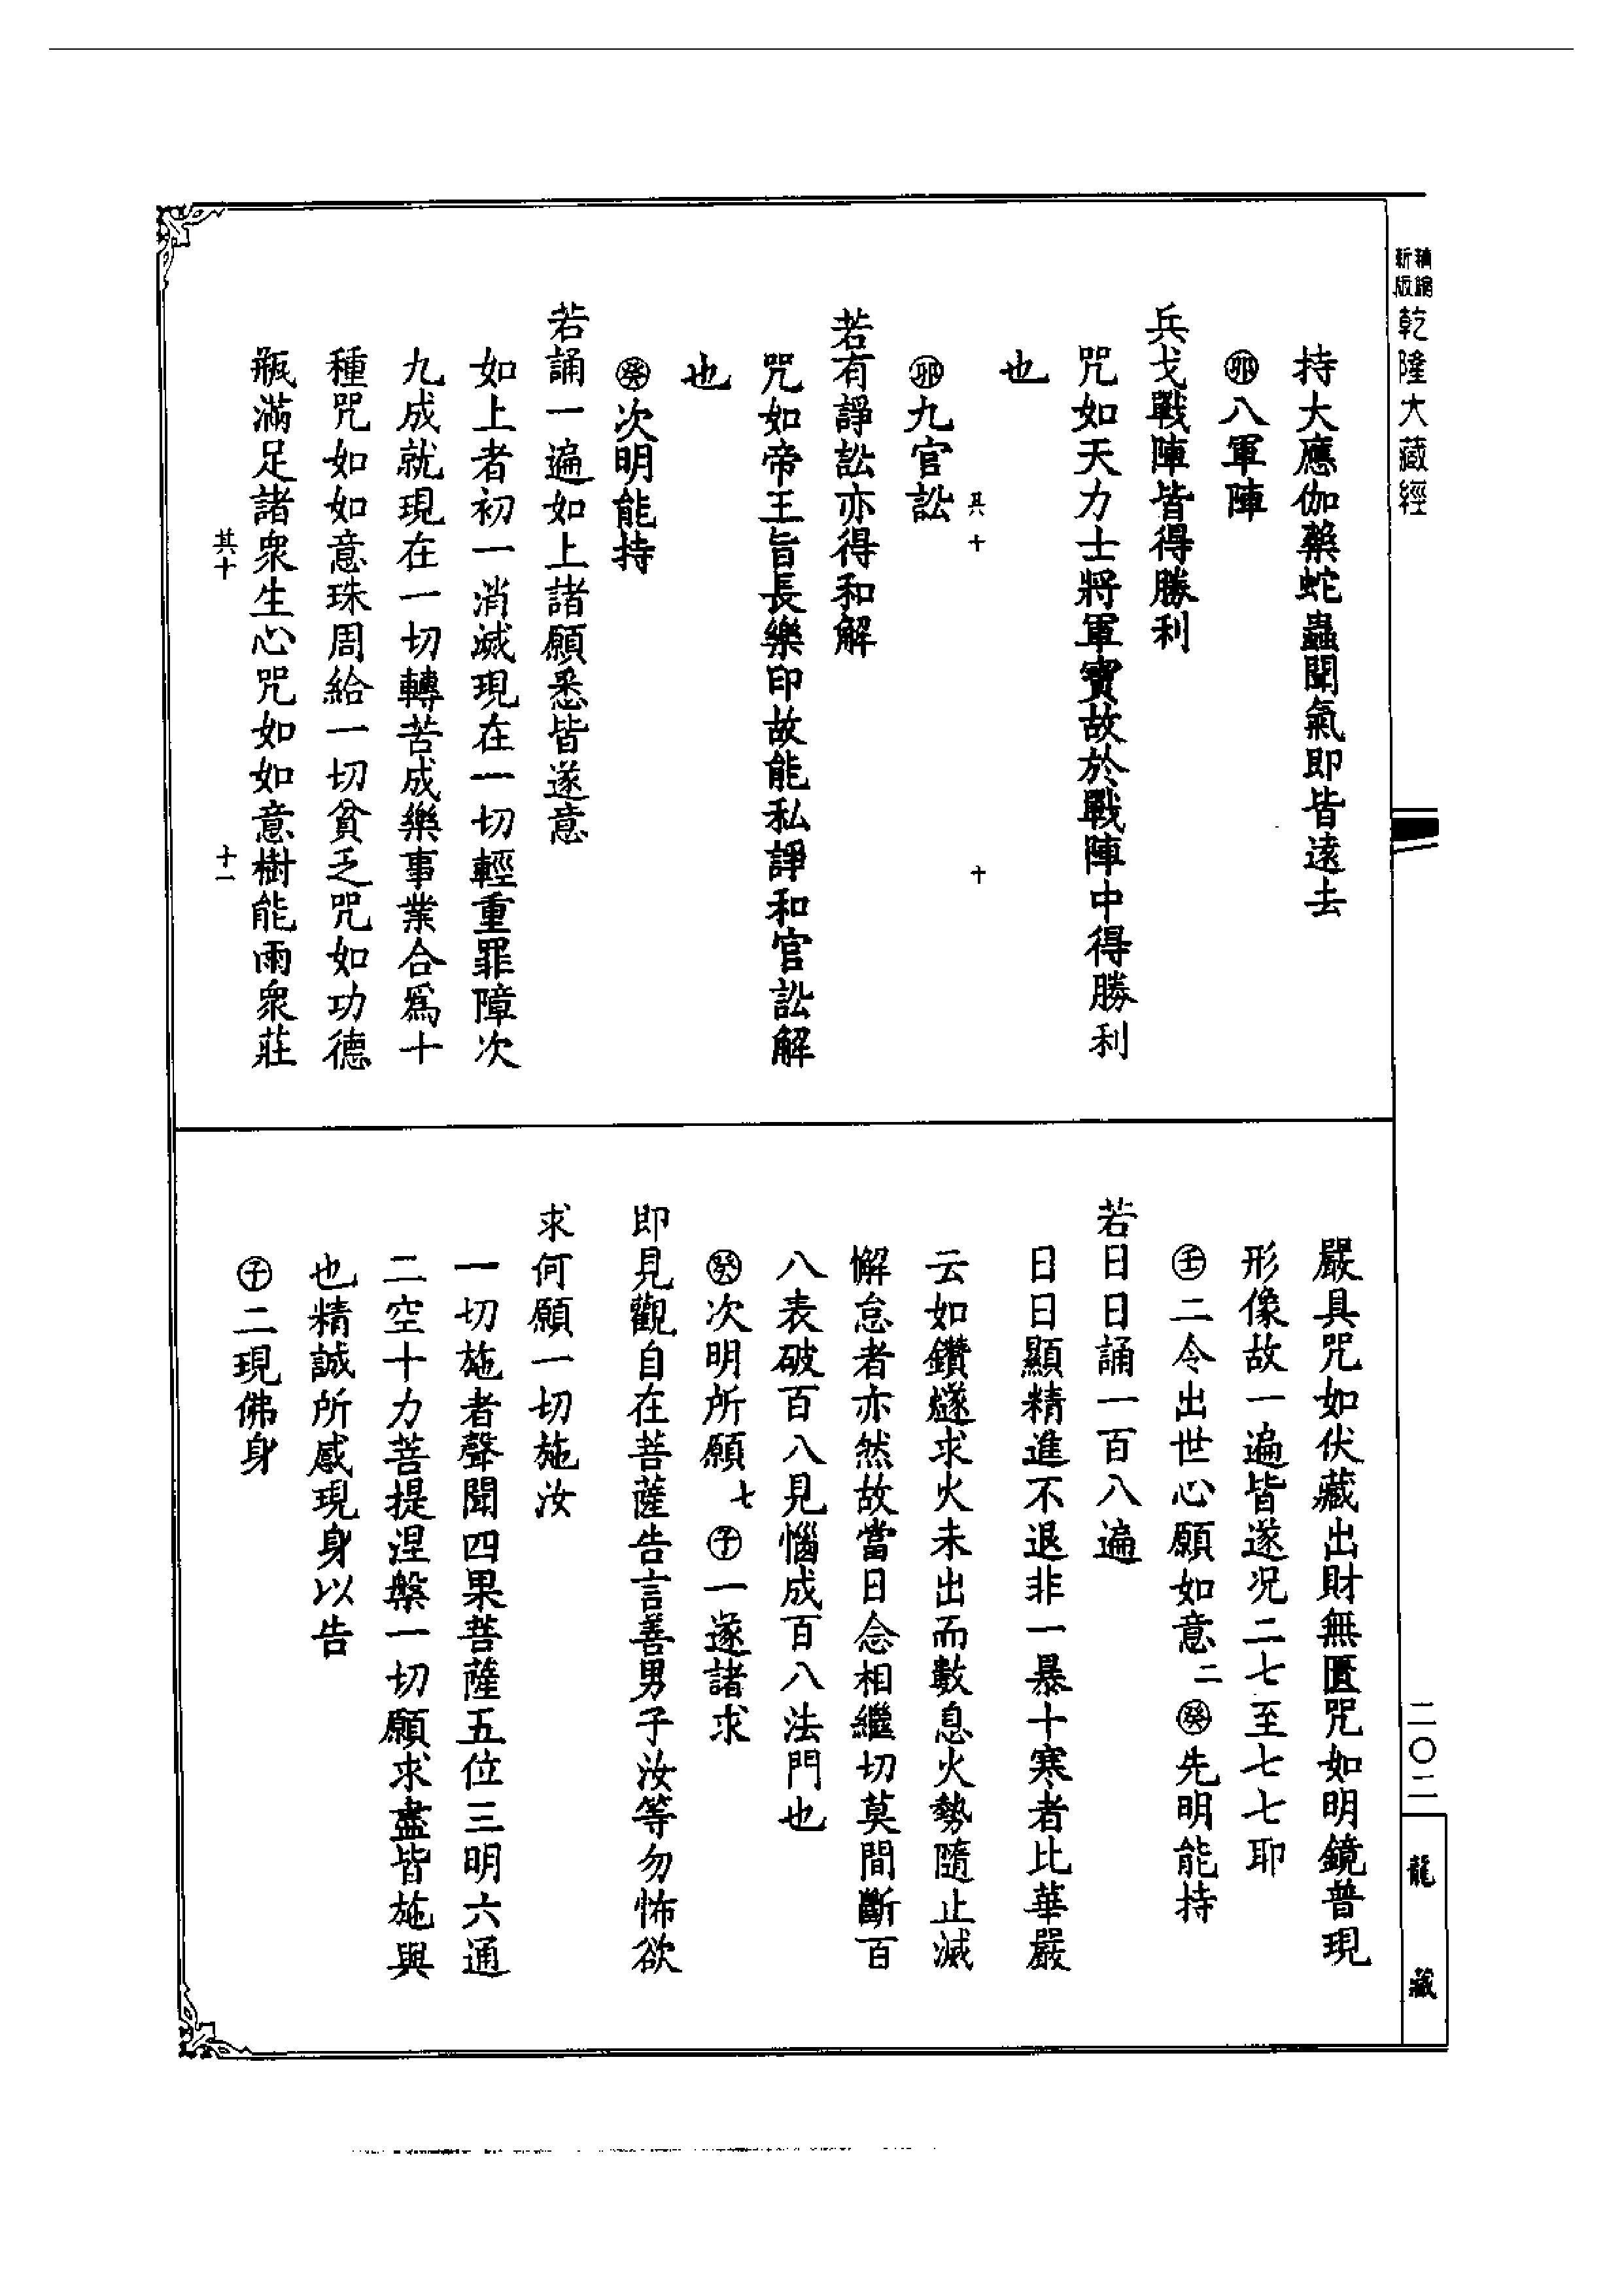 新編
縮版
乾隆大藏經
二〇二
龍藏
持大應伽藥蛇蟲聞氣即皆遠去
㊞八軍陣
兵戈戰陣皆得勝利
咒如天力士將軍寶故於戰陣中得勝利
也
其十 十
卯九官訟
若有諍訟亦得和解
咒如帝王旨長樂印故能私諍和官訟解
也
癸次明能持
若誦一遍如上諸願悉皆遂意
如上者初一消滅現在一切輕重罪障次
九成就現在一切轉苦成樂事業合爲十
種咒如如意珠周給一切貧乏咒如功德
瓶滿足諸衆生心咒如如意樹能雨衆莊
其十 十一
嚴具咒如伏藏出財無匱咒如明鏡普現
形像故一遍皆遂况二七至七七耶
壬二令出世心願如意二癸先明能持
若日日誦一百八遍
日日顯精進不退非一暴十寒者比華嚴
云如鑽燧求火未出而數息火勢隨止滅
懈怠者亦然故當日念相繼切莫間斷百
八表破百八見惱成百八法門也
癸次明所願七子一遂諸求
即見觀自在菩薩告言善男子汝等勿怖欲
求何願一切施汝
一切施者聲聞四果菩薩五位三明六通
二空十力菩提涅槃一切願求盡皆施與
也精誠所感現身以告
子二現佛身